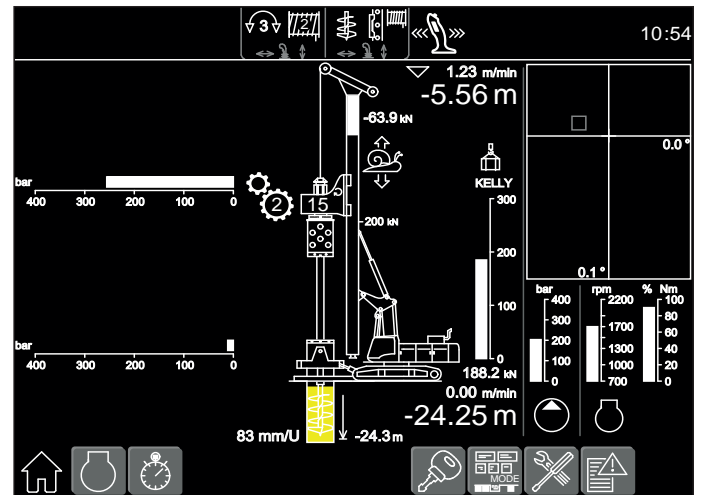 3 2 10:54
1.23 m/min
-5.56 m
-63.9 kN
0.0 °
bar
400 300 200 100 0
2 15
KELLY
300
200 kN
200
100
0
188.2 kN
0.1 °
bar rpm % Nm
400 2200 100
300 80
1700
200 60
1300 40
100 1000 20
0 700 0
bar
400 300 200 100 0
0.00 m/min
-24.25 m
83 mm/U -24.3 m
MODE